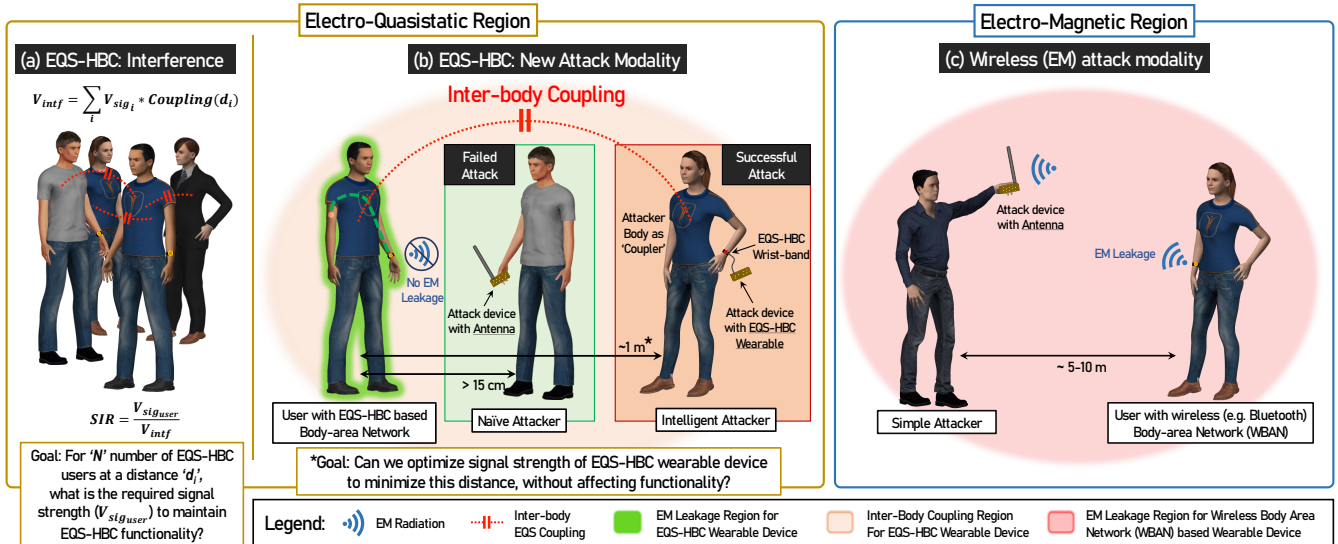 Electro-Quasistatic Region
(a) EQS-HBC: Interference
V_intf = ∑_i V_sig_i * Coupling(d_i)
SIR = V_sig_user / V_intf
Goal: For 'N' number of EQS-HBC
users at a distance 'd_i',
what is the required signal
strength (V_sig_user) to maintain
EQS-HBC functionality?
(b) EQS-HBC: New Attack Modality
Inter-body Coupling
Failed
Attack
Successful
Attack
Attacker
Body as
'Coupler'
EQS-HBC
Wrist-band
No EM
Leakage
Attack device
with Antenna
Attack device
with EQS-HBC
Wearable
~1 m*
> 15 cm
User with EQS-HBC based
Body-area Network
Naïve Attacker
Intelligent Attacker
*Goal: Can we optimize signal strength of EQS-HBC wearable device
to minimize this distance, without affecting functionality?
Electro-Magnetic Region
(c) Wireless (EM) attack modality
Attack device
with Antenna
EM Leakage
~ 5-10 m
Simple Attacker
User with wireless (e.g. Bluetooth)
Body-area Network (WBAN)
Legend:
EM Radiation
Inter-body
EQS Coupling
EM Leakage Region for
EQS-HBC Wearable Device
Inter-Body Coupling Region
For EQS-HBC Wearable Device
EM Leakage Region for Wireless Body Area
Network (WBAN) based Wearable Device